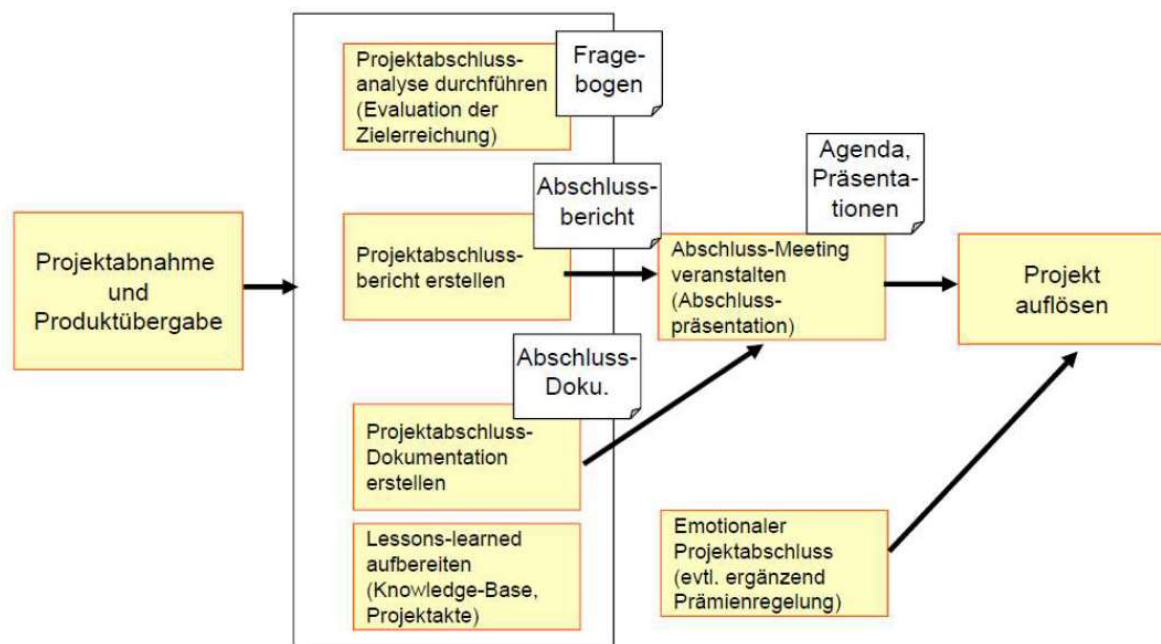 Projektabnahme
und
Produktübergabe
Projektabschluss-
analyse durchführen
(Evaluation der
Zielerreichung)
Frage-
bogen
Projektabschluss-
bericht erstellen
Abschluss-
bericht
Projektabschluss-
Dokumentation
erstellen
Abschluss-
Doku.
Lessons-learned
aufbereiten
(Knowledge-Base,
Projektakte)
Abschluss-Meeting
veranstalten
(Abschluss-
präsentation)
Agenda,
Präsenta-
tionen
Emotionaler
Projektabschluss
(evtl. ergänzend
Prämienregelung)
Projekt
auflösen